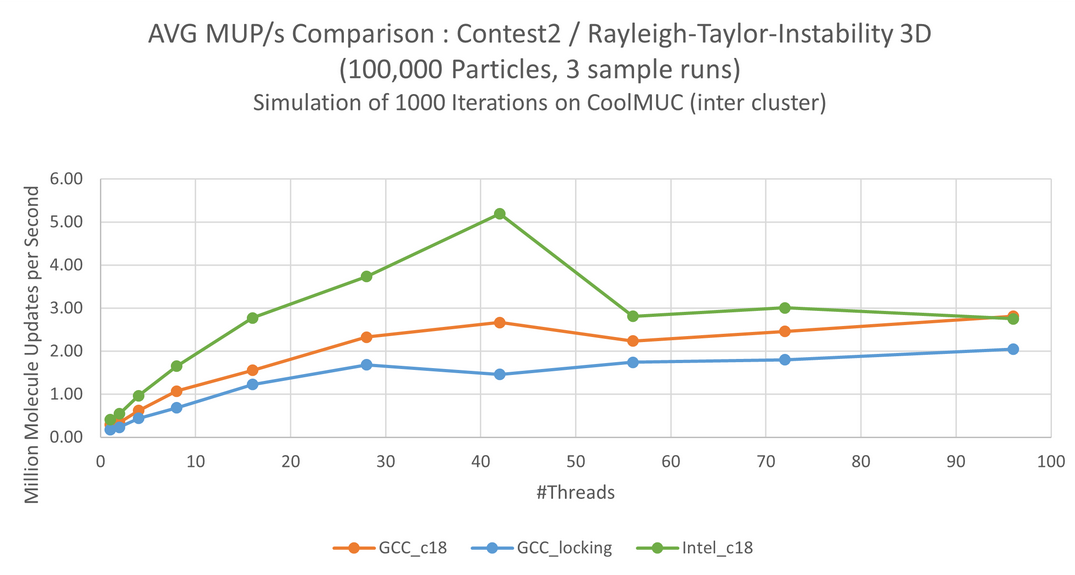 AVG MUP/s Comparison : Contest2 / Rayleigh-Taylor-Instability 3D
(100,000 Particles, 3 sample runs)
Simulation of 1000 Iterations on CoolMUC (inter cluster)
Million Molecule Updates per Second
6.00
5.00
4.00
3.00
2.00
1.00
0.00
0 10 20 30 40 50 60 70 80 90 100
#Threads
GCC_c18 GCC_locking Intel_c18